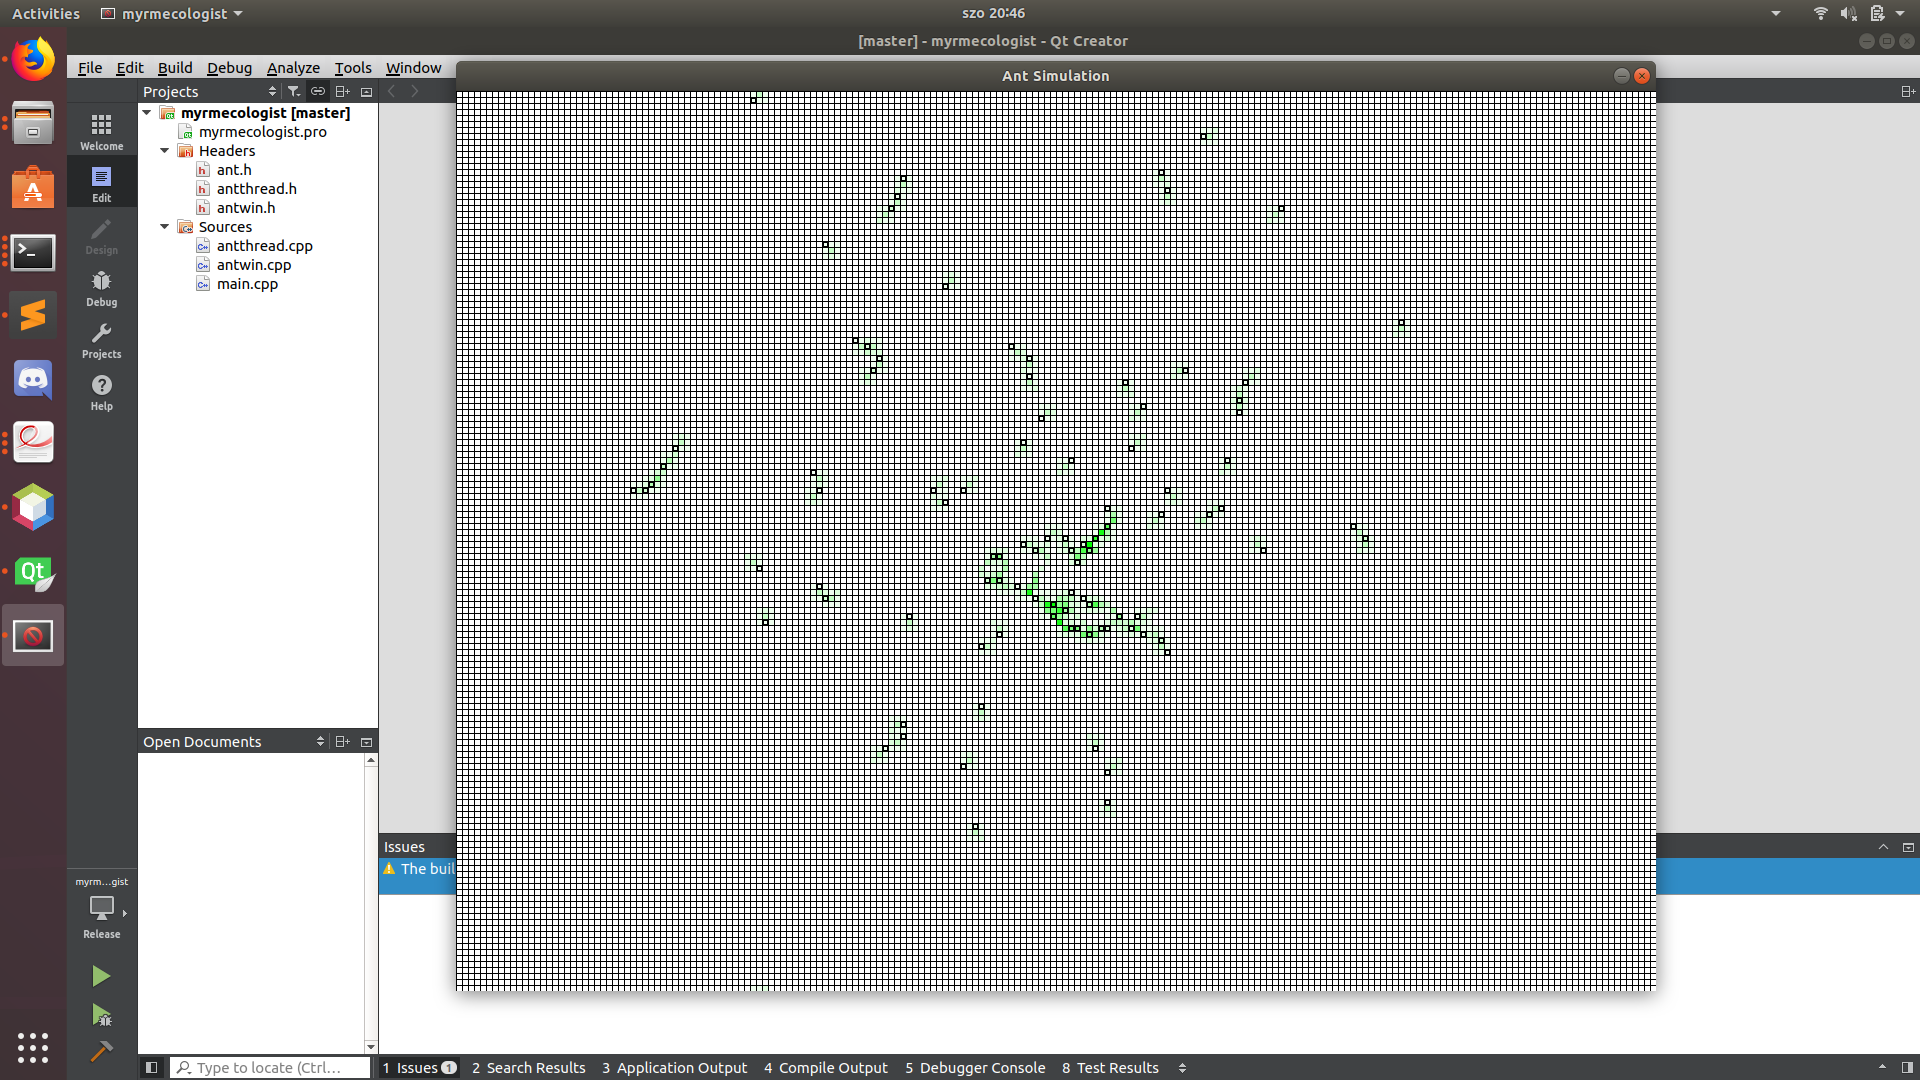 Activities myrmecologist szo 20:46
[master] - myrmecologist - Qt Creator
File Edit Build Debug Analyze Tools Window
Ant Simulation
Projects
Welcome
Edit
Design
Debug
Projects
Help
myrmecologist [master]
myrmecologist.pro
Headers
ant.h
antthread.h
antwin.h
Sources
antthread.cpp
antwin.cpp
main.cpp
Open Documents
Issues
The buil
myrm...gist
Release
Type to locate (Ctrl...
1 Issues 1 2 Search Results 3 Application Output 4 Compile Output 5 Debugger Console 8 Test Results